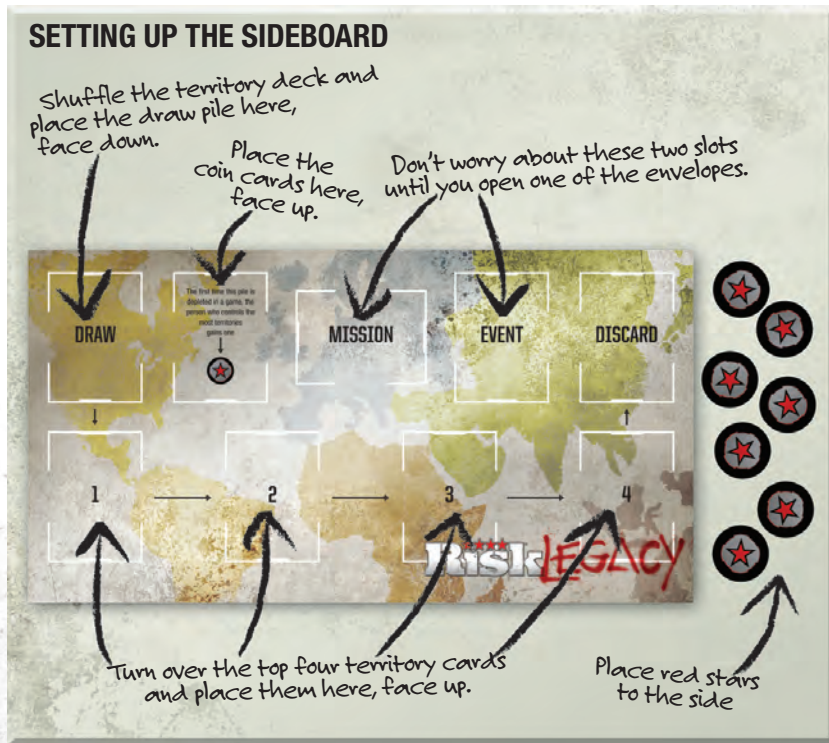 SETTING UP THE SIDEBOARD
Shuffle the territory deck and
place the draw pile here,
face down.
Place the
coin cards here,
face up.
Don't worry about these two slots
until you open one of the envelopes.
DRAW
The first time this pile is
depleted in a game, the
person who controls the
most territories
gains one
MISSION
EVENT
DISCARD
1
2
3
4
RISK LEGACY
Turn over the top four territory cards
and place them here, face up.
Place red stars
to the side